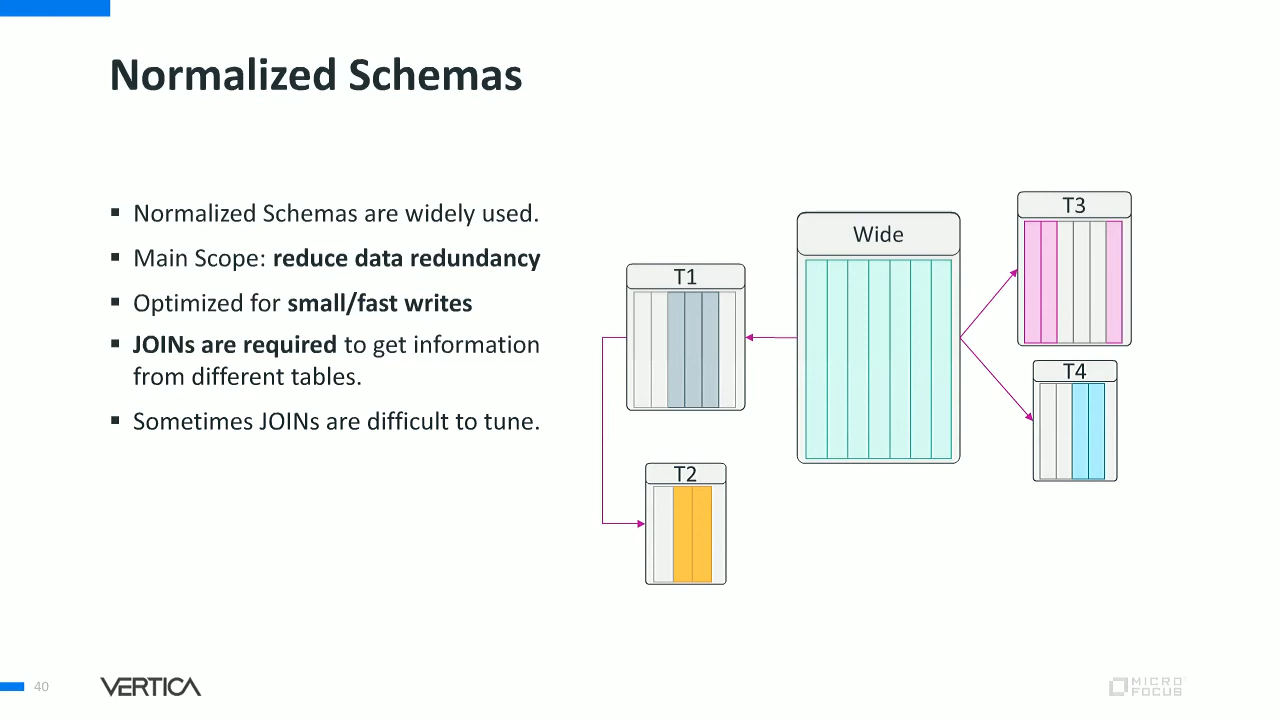 Normalized Schemas
▪ Normalized Schemas are widely used.
▪ Main Scope: reduce data redundancy
▪ Optimized for small/fast writes
▪ JOINs are required to get information
from different tables.
▪ Sometimes JOINs are difficult to tune.
T1
T2
Wide
T3
T4
40
VERTICA
MICRO
FOCUS